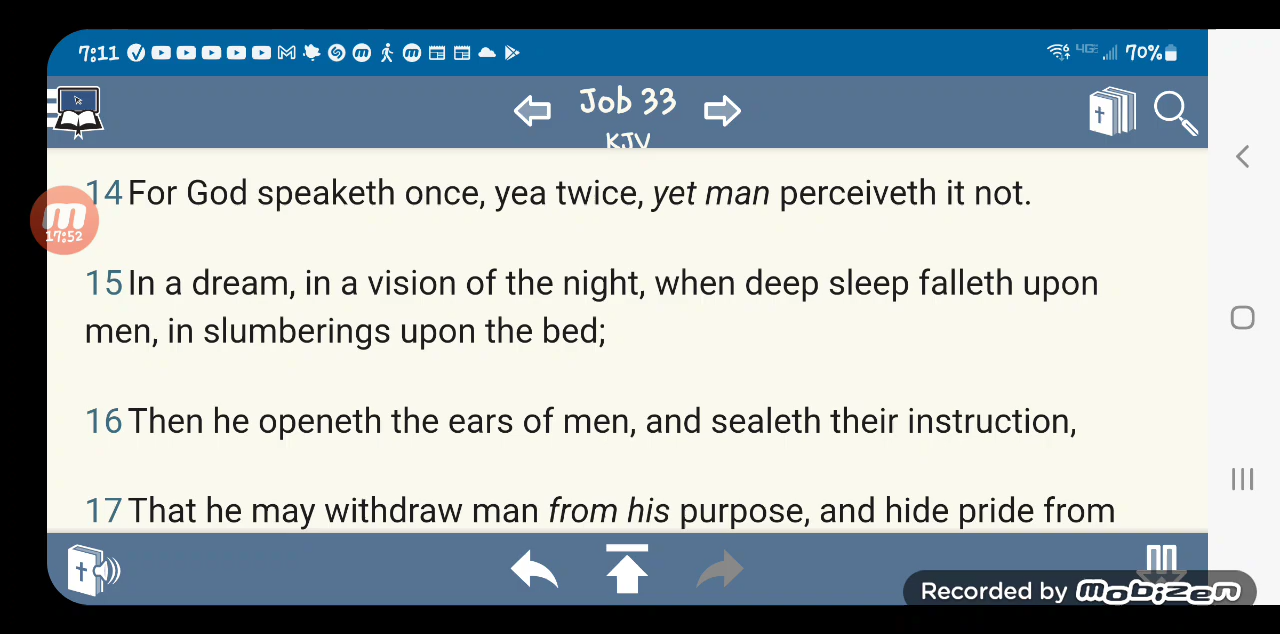 7:11
4GE 70%
Job 33
KJV
14 For God speaketh once, yea twice, yet man perceiveth it not.
17:52
15 In a dream, in a vision of the night, when deep sleep falleth upon
men, in slumberings upon the bed;
16 Then he openeth the ears of men, and sealeth their instruction,
17 That he may withdraw man from his purpose, and hide pride from
Recorded by mobizen